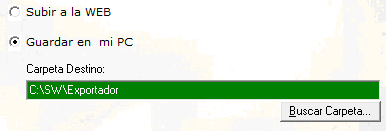 Subir a la WEB
Guardar en mi PC
Carpeta Destino:
C:\SW\Exportador
Buscar Carpeta...